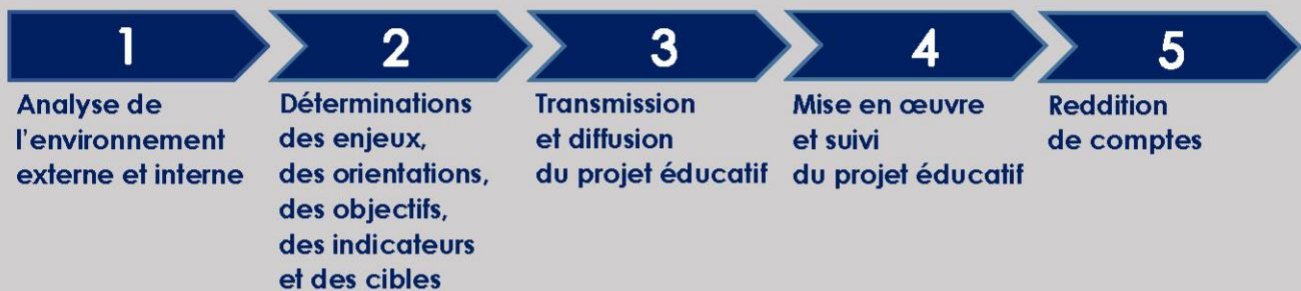 1
Analyse de
l'environnement
externe et interne
2
Déterminations
des enjeux,
des orientations,
des objectifs,
des indicateurs
et des cibles
3
Transmission
et diffusion
du projet éducatif
4
Mise en œuvre
et suivi
du projet éducatif
5
Reddition
de comptes